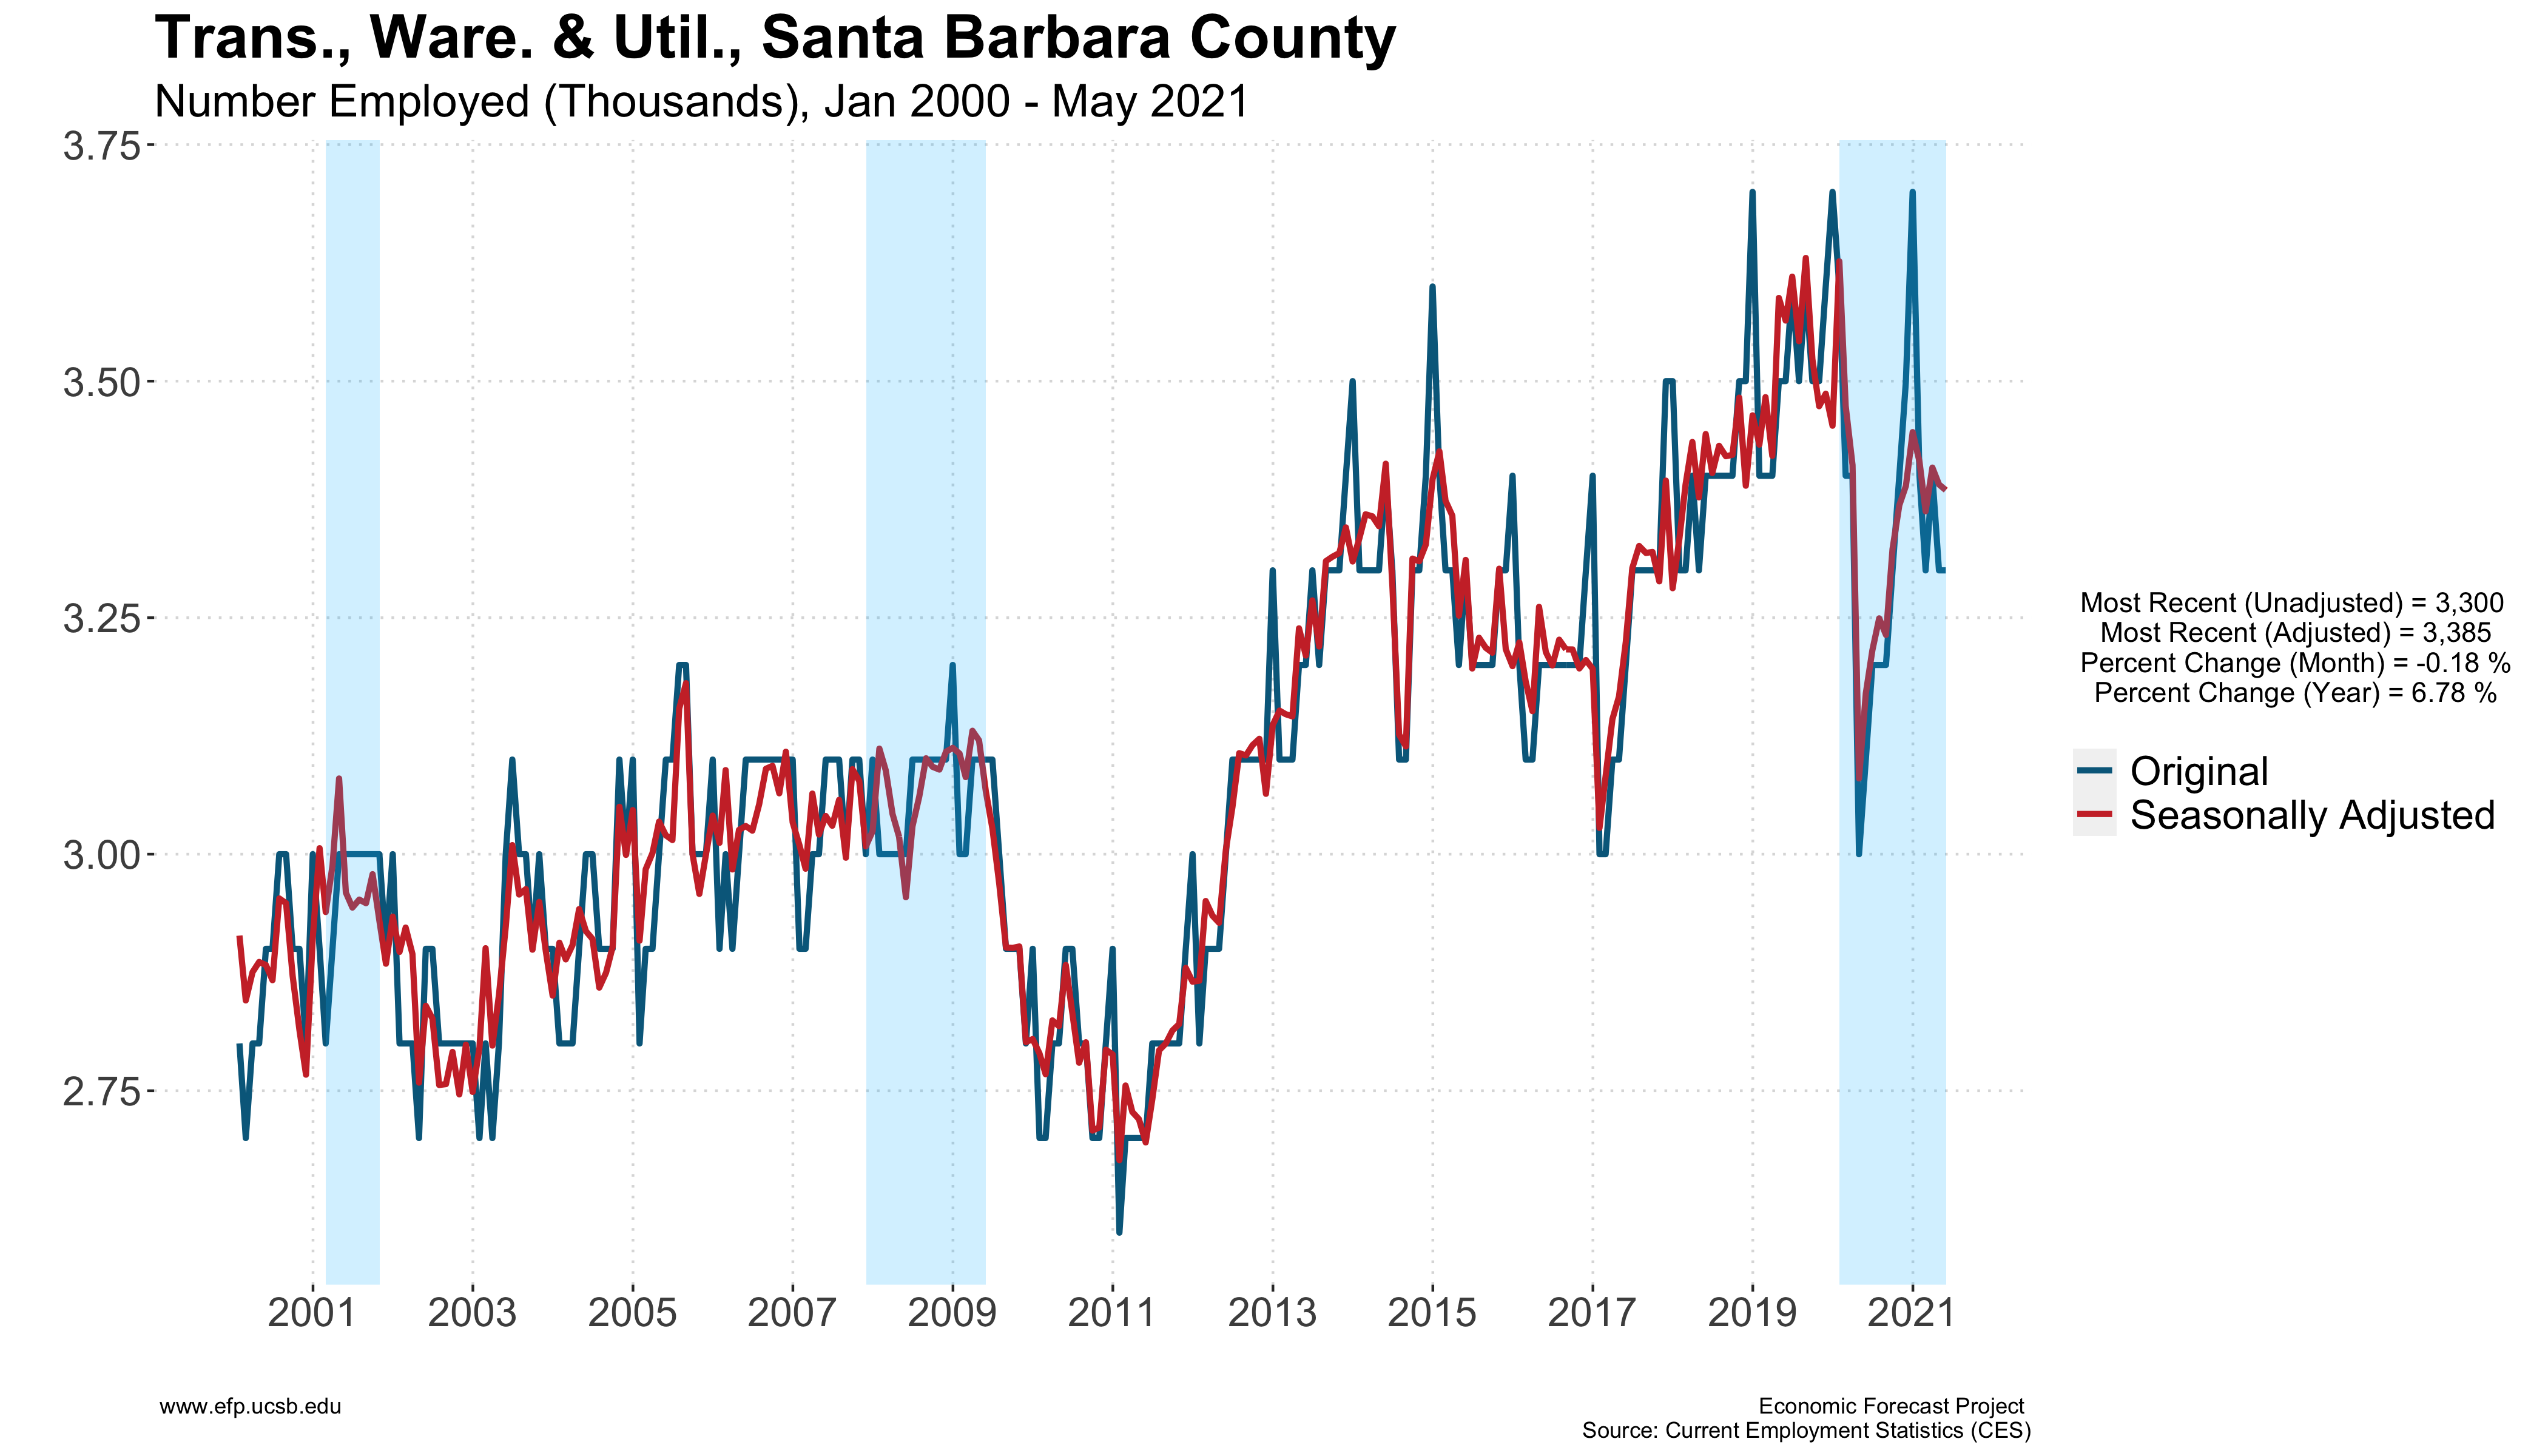 Trans., Ware. & Util., Santa Barbara County
Number Employed (Thousands), Jan 2000 - May 2021
3.75
3.50
3.25
3.00
2.75
2001 2003 2005 2007 2009 2011 2013 2015 2017 2019 2021
Most Recent (Unadjusted) = 3,300
Most Recent (Adjusted) = 3,385
Percent Change (Month) = -0.18 %
Percent Change (Year) = 6.78 %
Original
Seasonally Adjusted
www.efp.ucsb.edu
Economic Forecast Project
Source: Current Employment Statistics (CES)